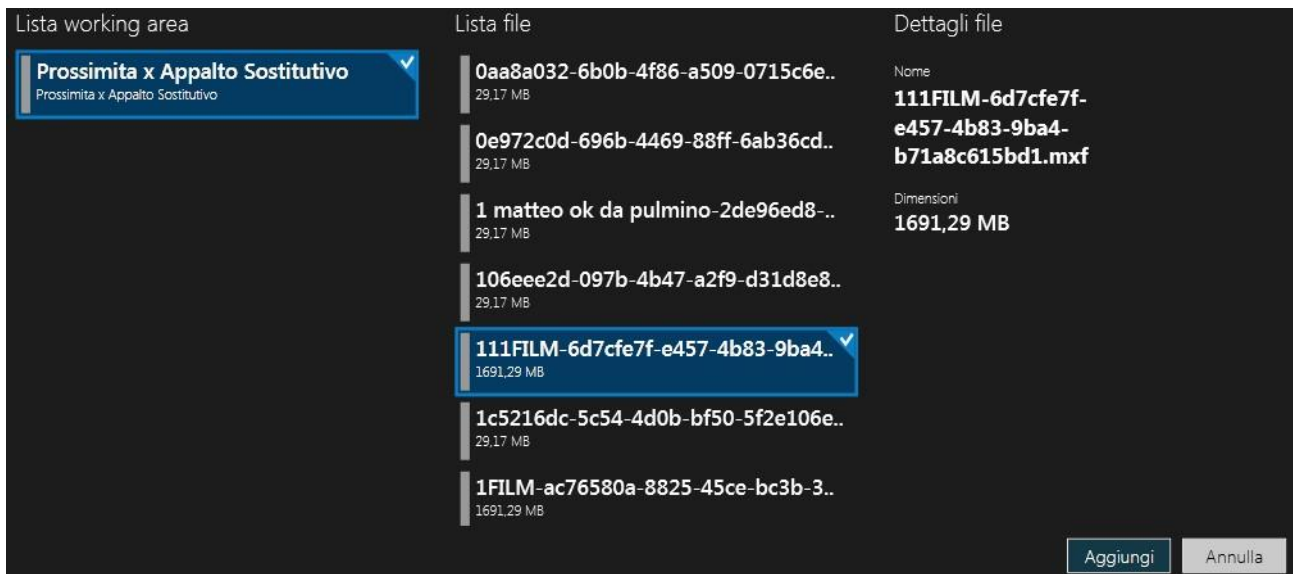 Lista working area
Prossimita x Appalto Sostitutivo
Prossimita x Appalto Sostitutivo
Lista file
0aa8a032-6b0b-4f86-a509-0715c6e..
29,17 MB
0e972c0d-696b-4469-88ff-6ab36cd..
29,17 MB
1 matteo ok da pulmino-2de96ed8-..
29,17 MB
106eee2d-097b-4b47-a2f9-d31d8e8..
29,17 MB
111FILM-6d7cfe7f-e457-4b83-9ba4..
1691,29 MB
1c5216dc-5c54-4d0b-bf50-5f2e106e..
29,17 MB
1FILM-ac76580a-8825-45ce-bc3b-3..
1691,29 MB
Dettagli file
Nome
111FILM-6d7cfe7f-
e457-4b83-9ba4-
b71a8c615bd1.mxf
Dimensioni
1691,29 MB
Aggiungi
Annulla